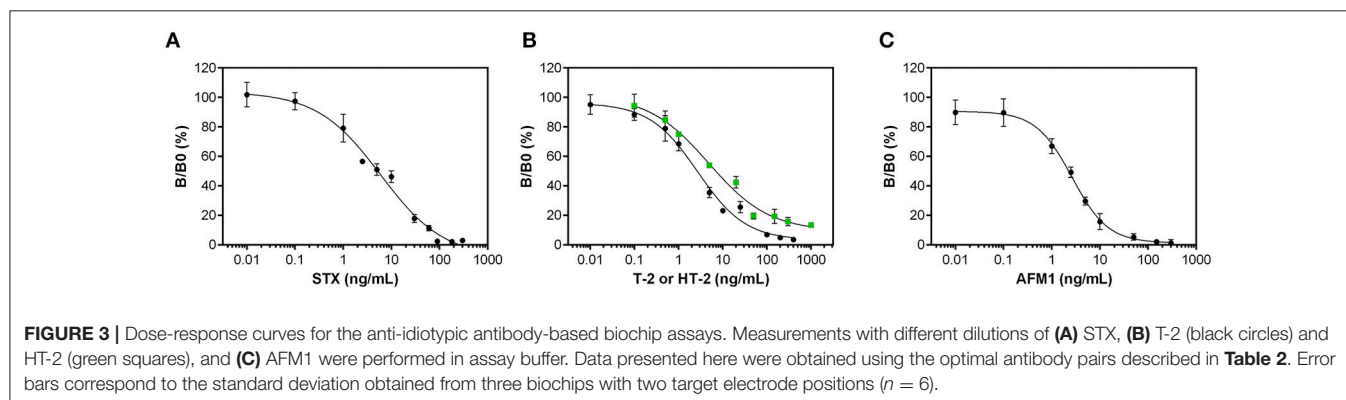 A
B
C
120
100
80
60
40
20
0
B/B0 (%)
0.01 0.1 1 10 100 1000
STX (ng/mL)
120
100
80
60
40
20
0
B/B0 (%)
0.01 0.1 1 10 100 1000
T-2 or HT-2 (ng/mL)
120
100
80
60
40
20
0
B/B0 (%)
0.01 0.1 1 10 100 1000
AFM1 (ng/mL)
FIGURE 3 | Dose-response curves for the anti-idiotypic antibody-based biochip assays. Measurements with different dilutions of (A) STX, (B) T-2 (black circles) and
HT-2 (green squares), and (C) AFM1 were performed in assay buffer. Data presented here were obtained using the optimal antibody pairs described in Table 2. Error
bars correspond to the standard deviation obtained from three biochips with two target electrode positions (n = 6).